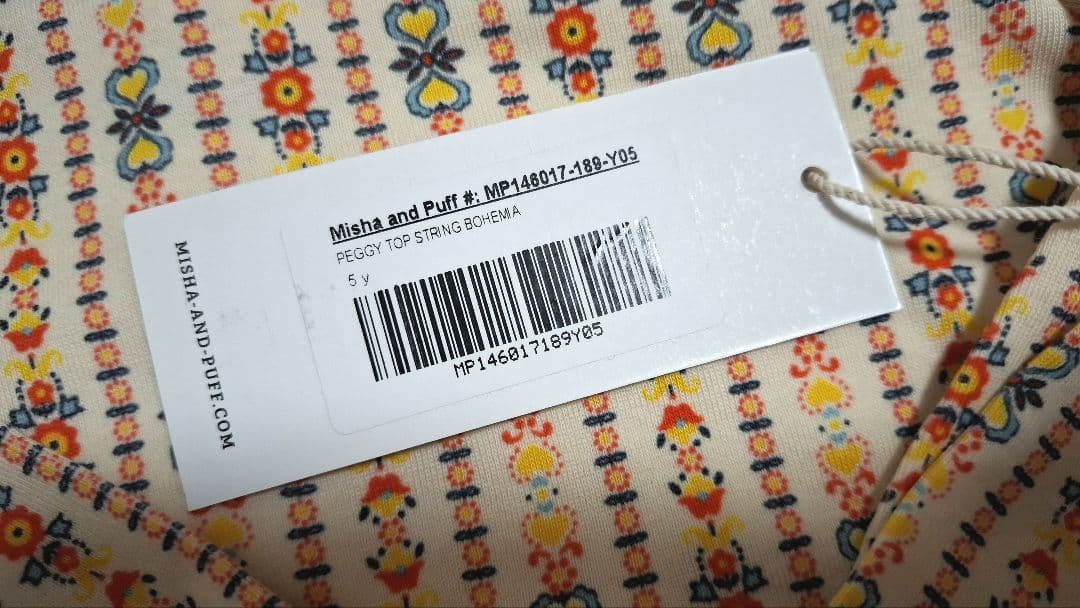 Misha and Puff #: MP146017-189-Y05
PEGGY TOP STRING BOHEMIA
5 y
MP146017189Y05
MISHA-AND-PUFF.COM